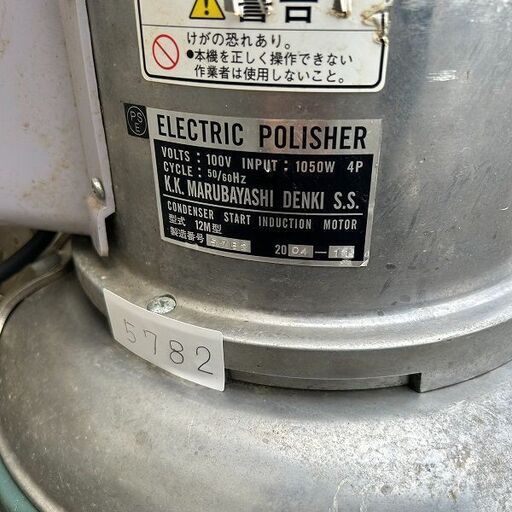 警告
けがの恐れあり。
●本機を正しく操作できない
作業者は使用しないこと。
PS
E
ELECTRIC POLISHER
VOLTS: 100V INPUT: 1050W 4P
CYCLE: 50/60Hz
K.K. MARUBAYASHI DENKI S.S.
CONDENSER START INDUCTION MOTOR
型式 12M型
製造番号 20 04 —
5782